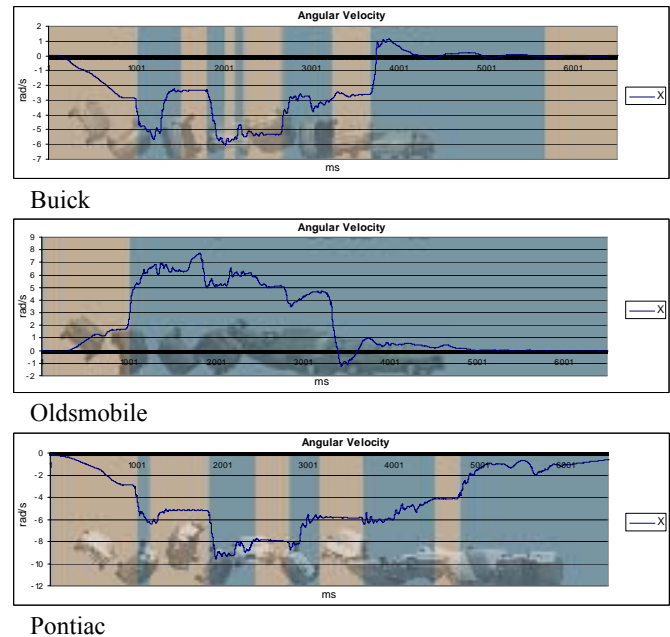 Angular Velocity
2
1
0
-1
-2
-3
-4
-5
-6
-7
rad/s
1 1001 2001 3001 4001 5001 6001
ms
X
Buick
Angular Velocity
9
8
7
6
5
4
3
2
1
0
-1
-2
rad/s
1 1001 2001 3001 4001 5001 6001
ms
X
Oldsmobile
Angular Velocity
0
-2
-4
-6
-8
-10
-12
rad/s
1 1001 2001 3001 4001 5001 6001
ms
X
Pontiac